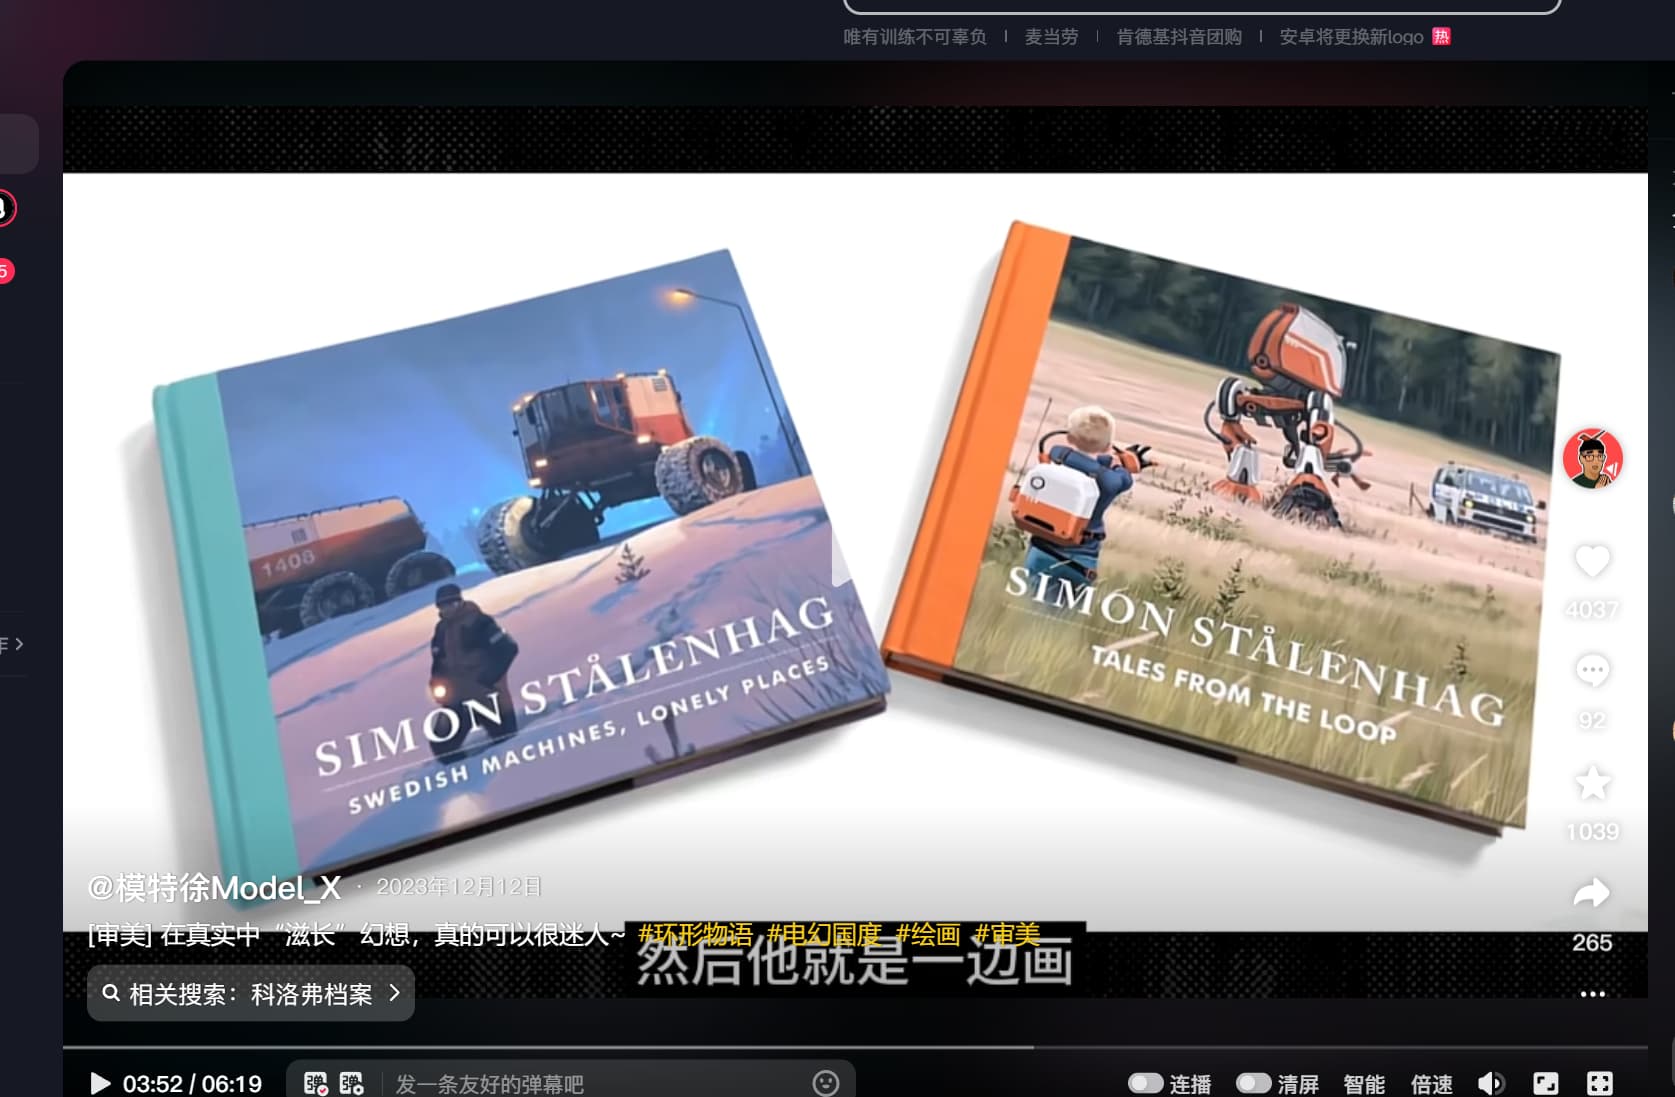 唯有训练不可辜负 | 麦当劳 | 肯德基抖音团购 | 安卓将更换新logo 热
5
1408
SIMON STÅLENHAG
SWEDISH MACHINES, LONELY PLACES
SIMON STÅLENHAG
TALES FROM THE LOOP
4037
92
1039
265
@模特徐Model_X · 2023年12月12日
[审美] 在真实中“滋长”幻想，真的可以很迷人~ #环形物语 #电幻国度 #绘画 #审美
然后他就是一边画
相关搜索：科洛弗档案
03:52 / 06:19
弹 弹
发一条友好的弹幕吧
连播 清屏 智能 倍速